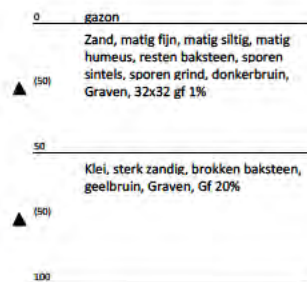 0 gazon
Zand, matig fijn, matig siltig, matig
humeus, resten baksteen, sporen
sintels, sporen grind, donkerbruin,
(50)
Graven, 32x32 gf 1%
50
Klei, sterk zandig, brokken baksteen,
geelbruin, Graven, Gf 20%
(50)
100